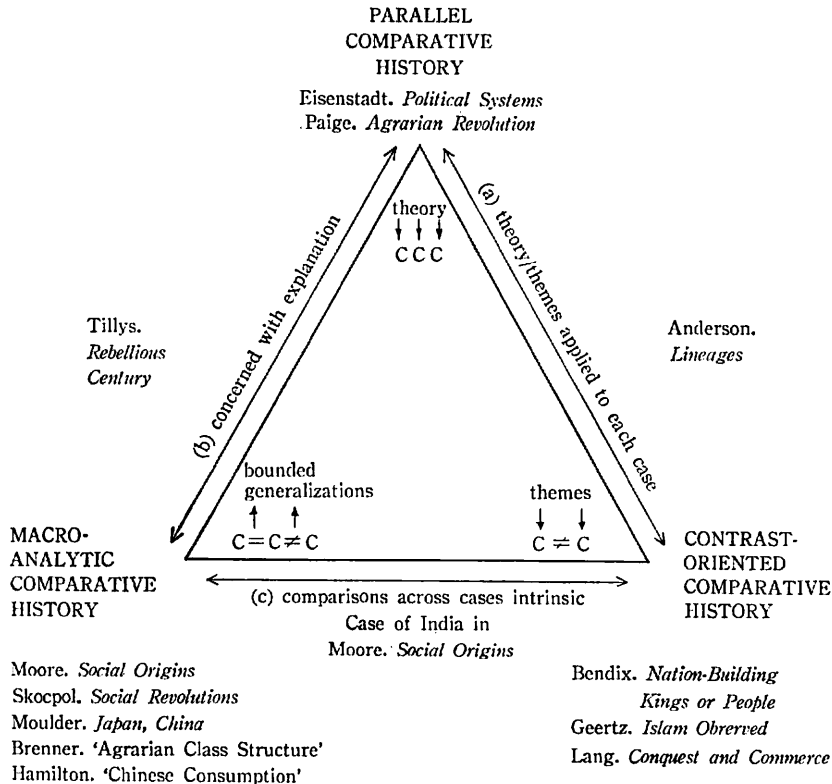 PARALLEL
COMPARATIVE
HISTORY
Eisenstadt. Political Systems
.Paige. Agrarian Revolution
theory
C C C
(a) theory/themes applied to each case
(b) concerned with explanation
Tillys.
Rebellious
Century
Anderson.
Lineages
bounded
generalizations
C = C ≠ C
themes
C ≠ C
MACRO-
ANALYTIC
COMPARATIVE
HISTORY
CONTRAST-
ORIENTED
COMPARATIVE
HISTORY
(c) comparisons across cases intrinsic
Case of India in
Moore. Social Origins
Moore. Social Origins
Skocpol. Social Revolutions
Moulder. Japan, China
Brenner. 'Agrarian Class Structure'
Hamilton. 'Chinese Consumption'
Bendix. Nation-Building
Kings or People
Geertz. Islam Obrerved
Lang. Conquest and Commerce